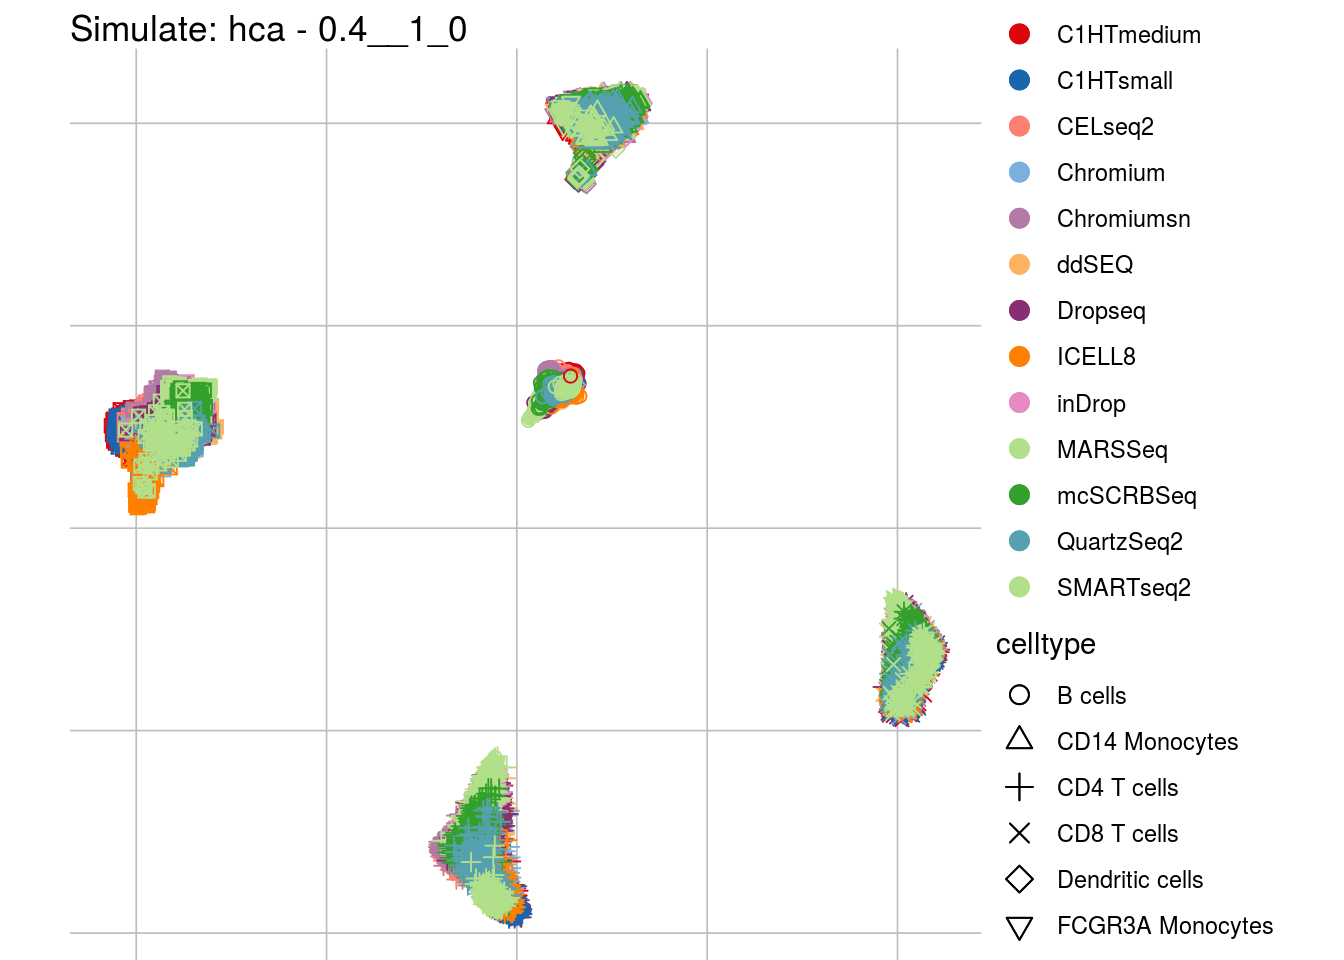 Simulate: hca - 0.4__1_0
C1HTmedium
C1HTsmall
CELseq2
Chromium
Chromiumsn
ddSEQ
Dropseq
ICELL8
inDrop
MARSSeq
mcSCRBSeq
QuartzSeq2
SMARTseq2
celltype
B cells
CD14 Monocytes
CD4 T cells
CD8 T cells
Dendritic cells
FCGR3A Monocytes